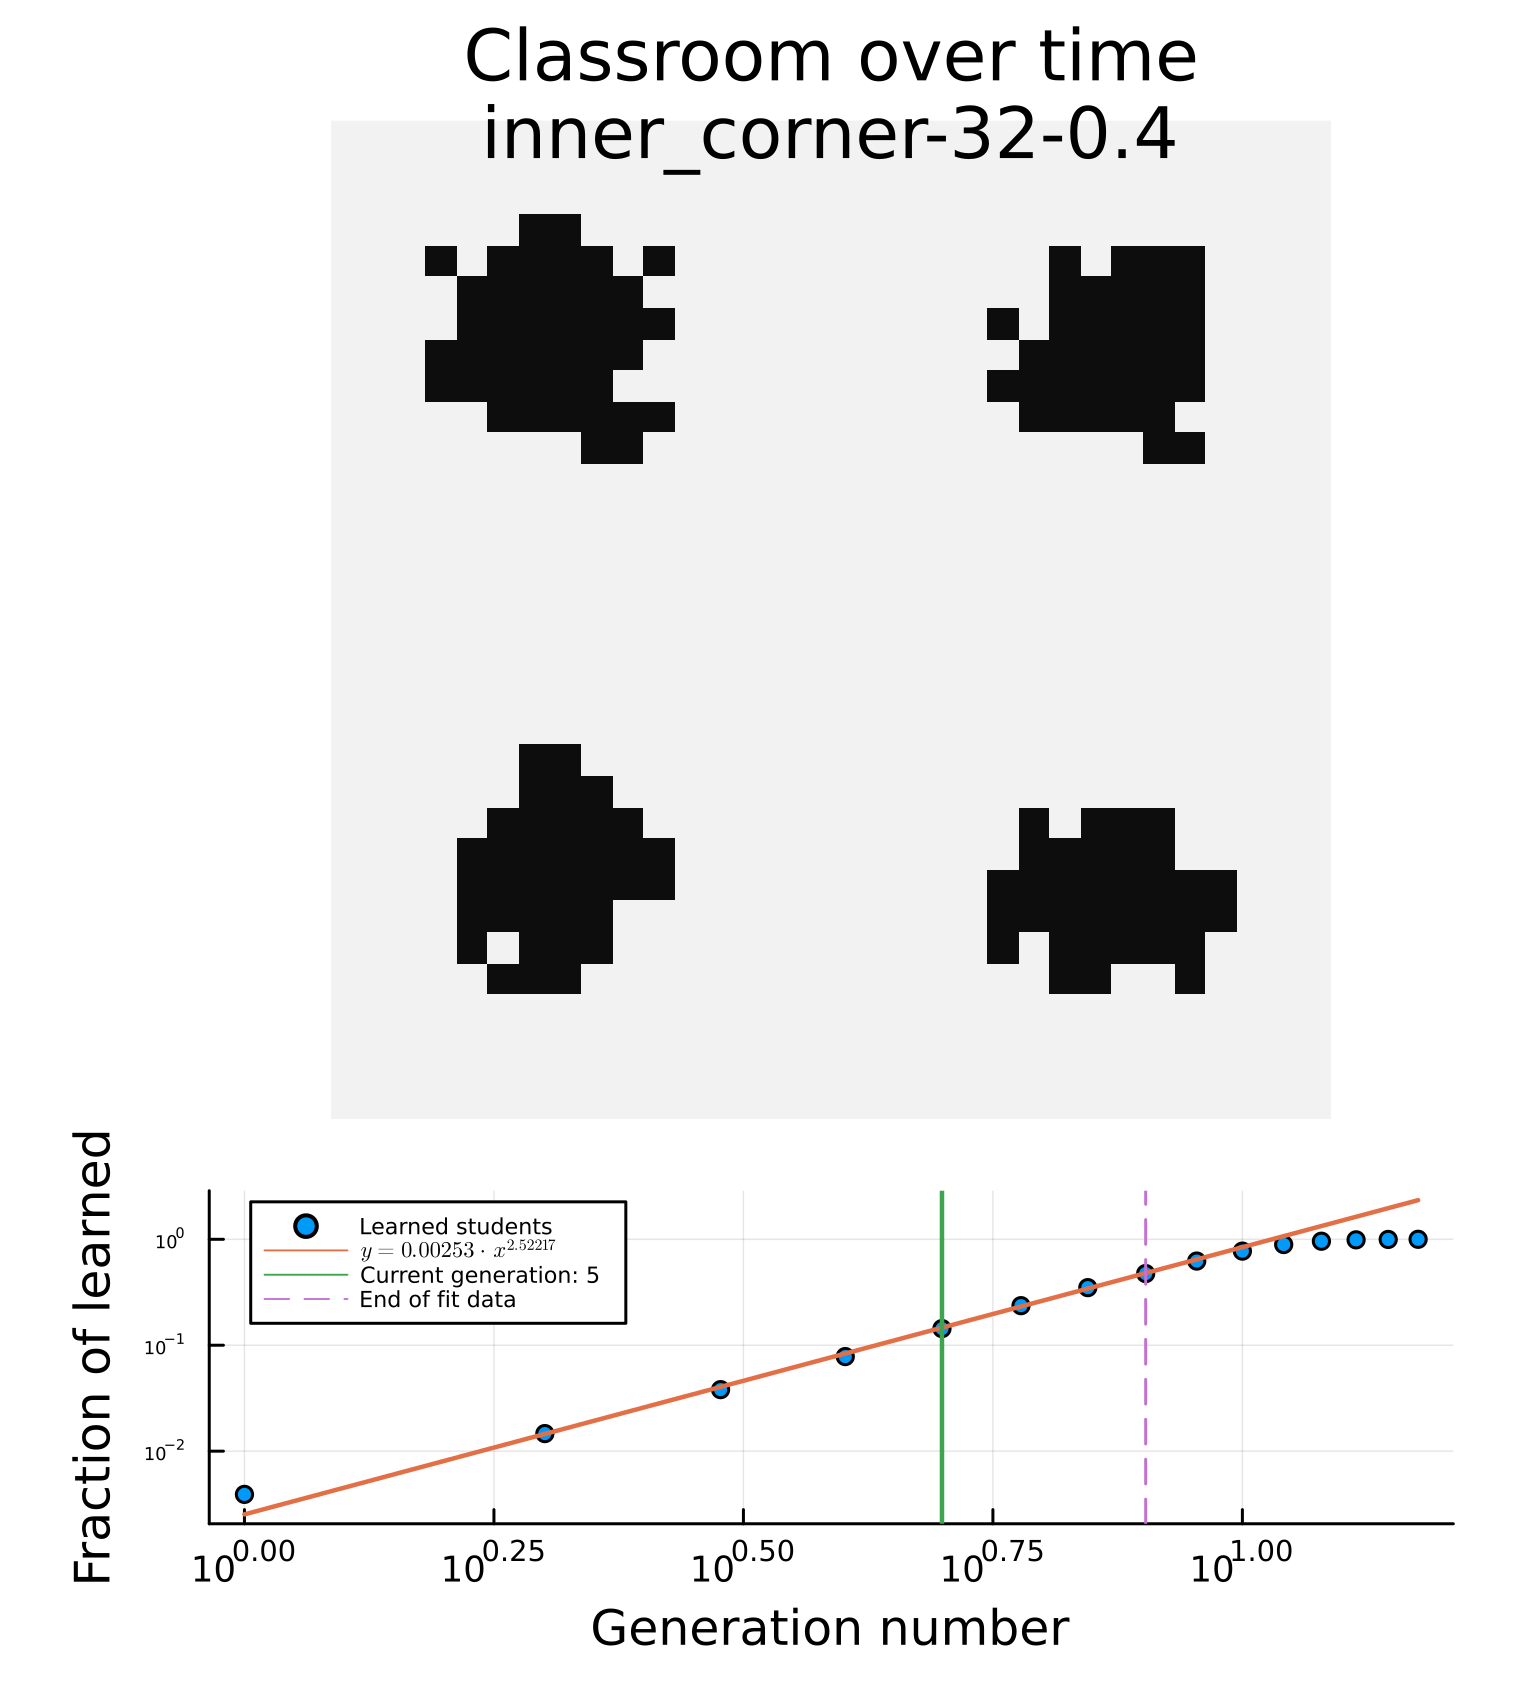 Classroom over time
inner_corner-32-0.4
Fraction of learned
10⁰
10⁻¹
10⁻²
Learned students
y = 0.00253 · x^2.52217
Current generation: 5
End of fit data
10^0.00 10^0.25 10^0.50 10^0.75 10^1.00
Generation number